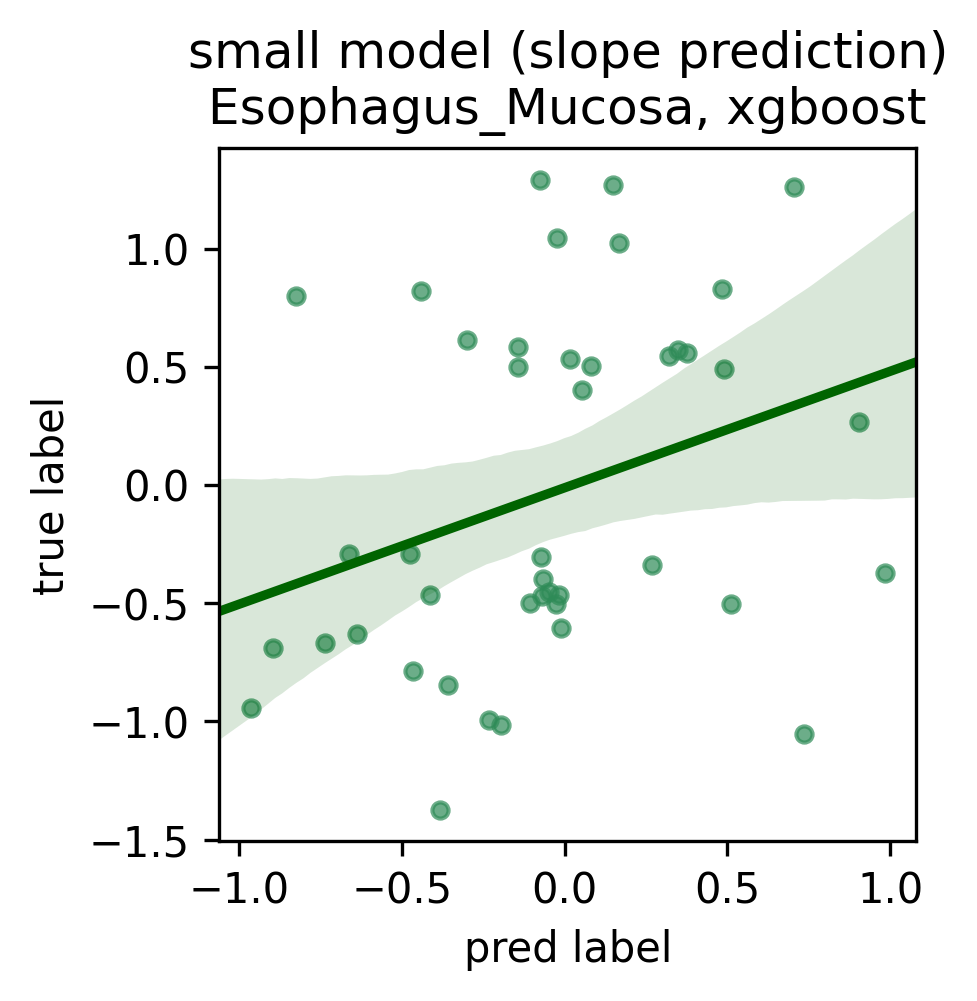 small model (slope prediction)
Esophagus_Mucosa, xgboost
1.0
0.5
0.0
−0.5
−1.0
−1.5
true label
−1.0 −0.5 0.0 0.5 1.0
pred label